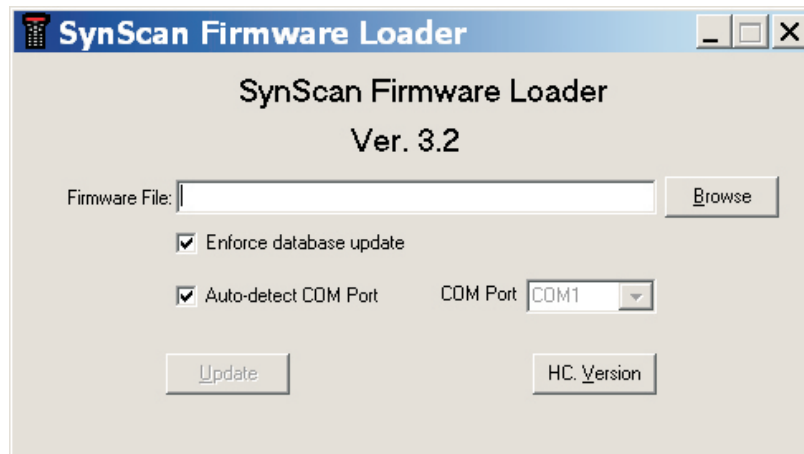 SynScan Firmware Loader
SynScan Firmware Loader
Ver. 3.2
Firmware File: Browse
Enforce database update
Auto-detect COM Port COM Port COM1
Update HC. Version